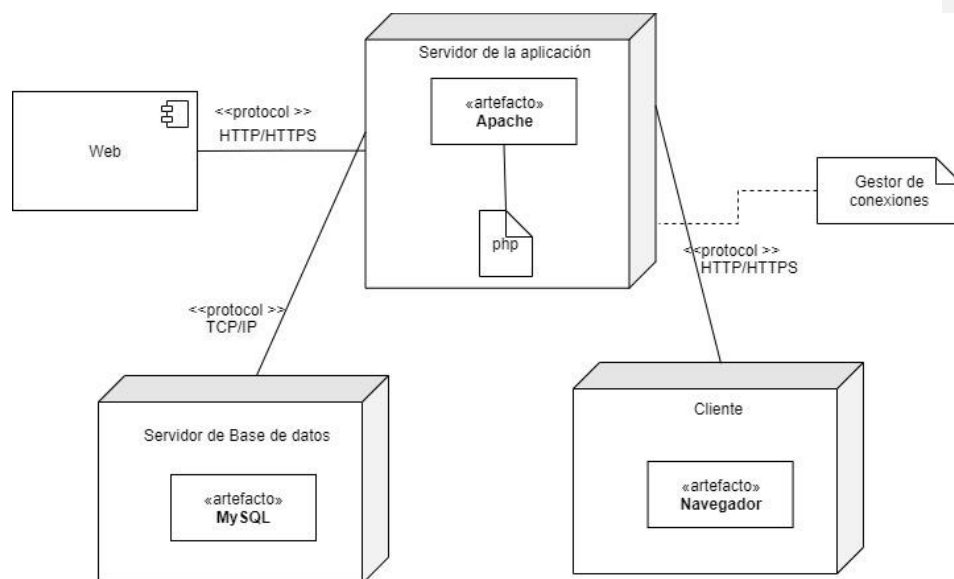 Servidor de la aplicación
«artefacto»
Apache
php
Web
<<protocol >>
HTTP/HTTPS
Gestor de
conexiones
<<protocol >>
HTTP/HTTPS
<<protocol >>
TCP/IP
Servidor de Base de datos
«artefacto»
MySQL
Cliente
«artefacto»
Navegador